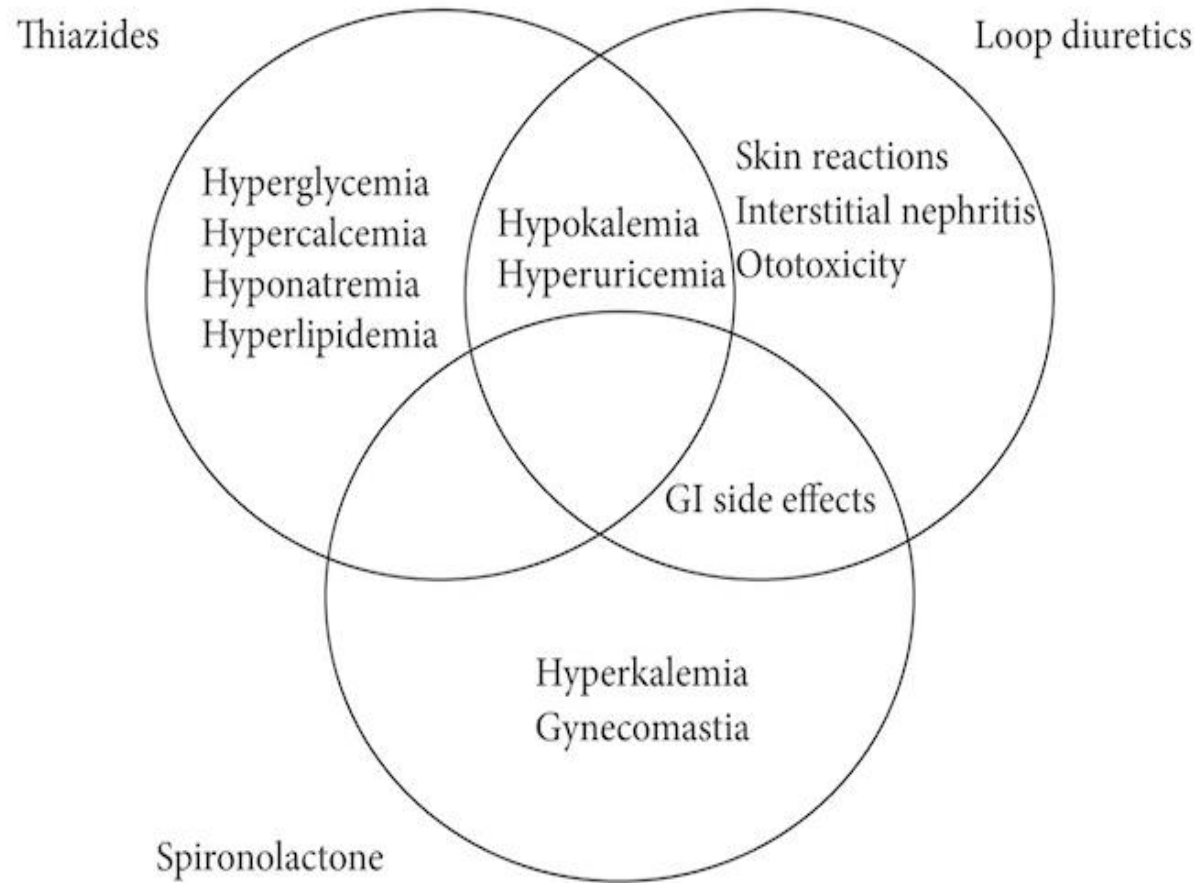 Thiazides
Loop diuretics
Hyperglycemia
Hypercalcemia
Hyponatremia
Hyperlipidemia
Hypokalemia
Hyperuricemia
Skin reactions
Interstitial nephritis
Ototoxicity
GI side effects
Hyperkalemia
Gynecomastia
Spironolactone